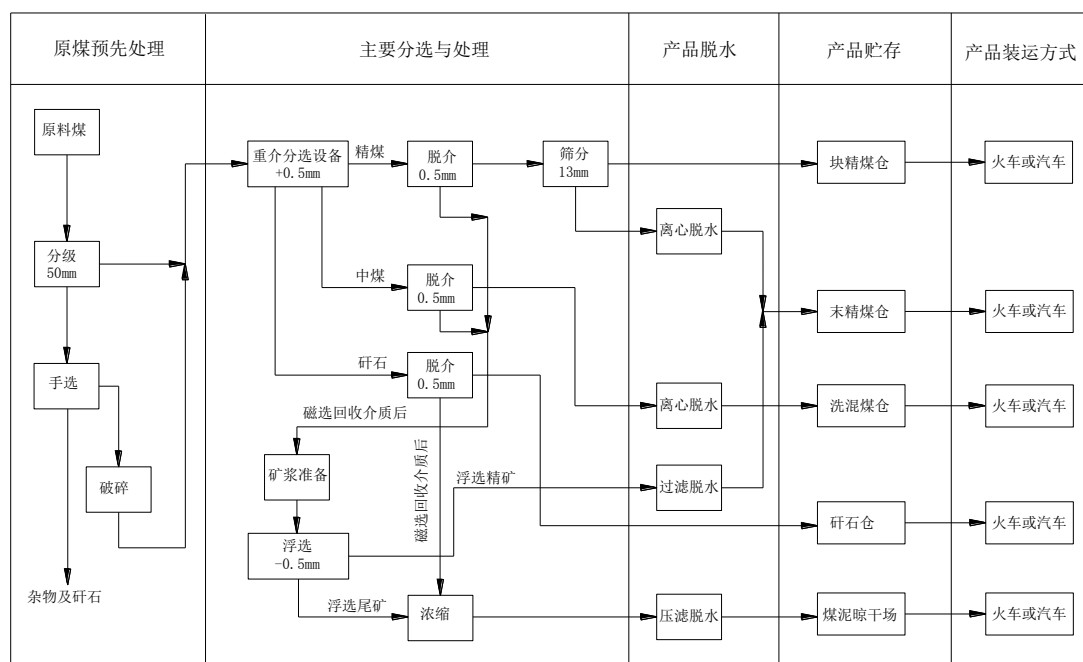 原煤预先处理
主要分选与处理
产品脱水
产品贮存
产品装运方式
原料煤
分级
50mm
手选
破碎
杂物及矸石
重介分选设备
+0.5mm
精煤
脱介
0.5mm
筛分
13mm
中煤
脱介
0.5mm
矸石
脱介
0.5mm
磁选回收介质后
磁选回收介质后
矿浆准备
浮选
-0.5mm
浮选精矿
浮选尾矿
浓缩
离心脱水
离心脱水
过滤脱水
压滤脱水
块精煤仓
末精煤仓
洗混煤仓
矸石仓
煤泥晾干场
火车或汽车
火车或汽车
火车或汽车
火车或汽车
火车或汽车